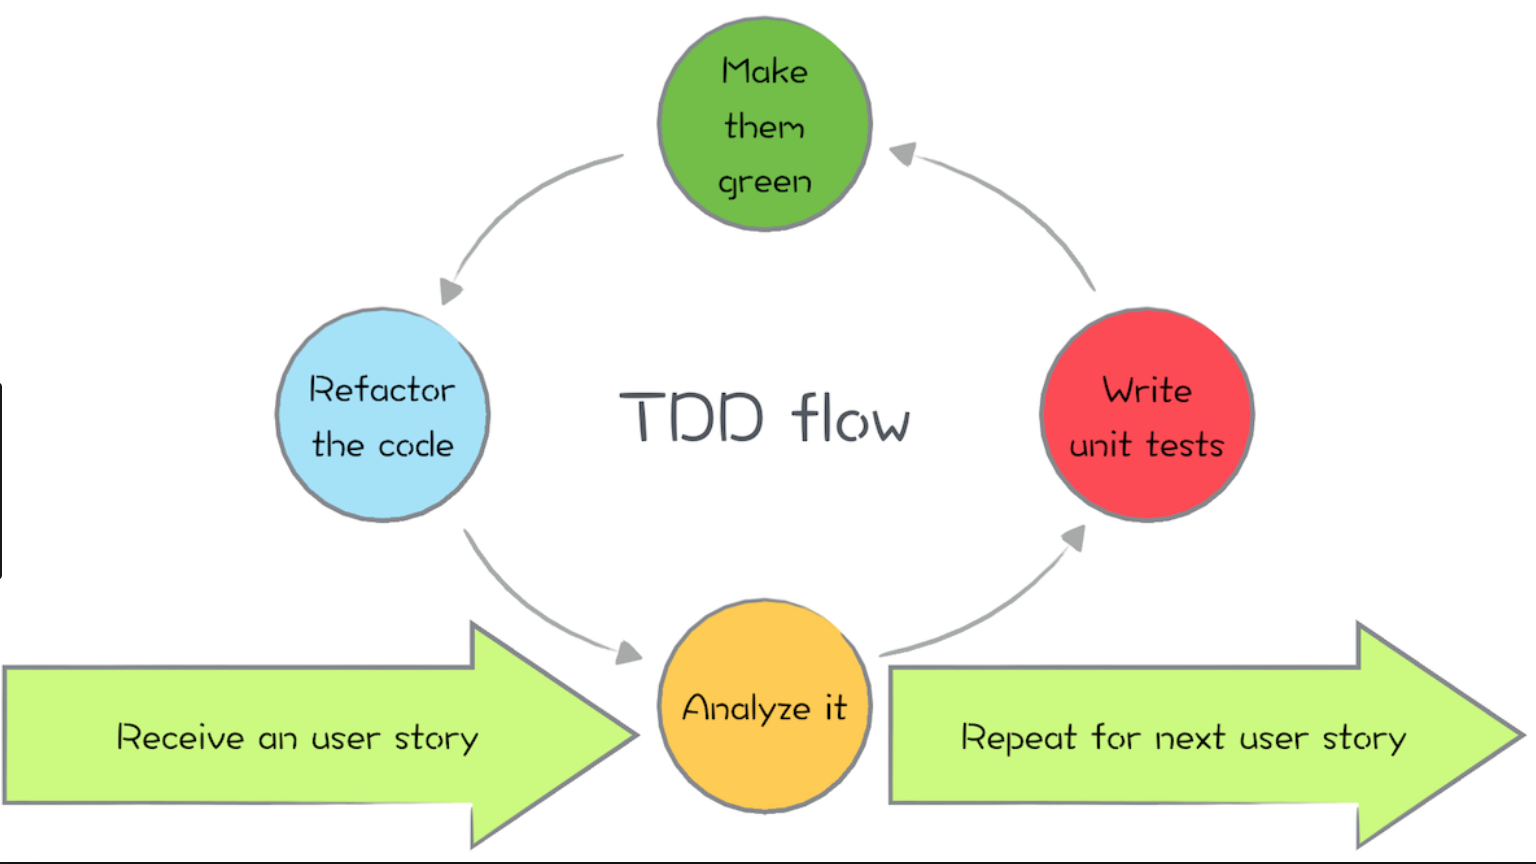 Make
them
green
Refactor
the code
TDD flow
Write
unit tests
Analyze it
Receive an user story
Repeat for next user story